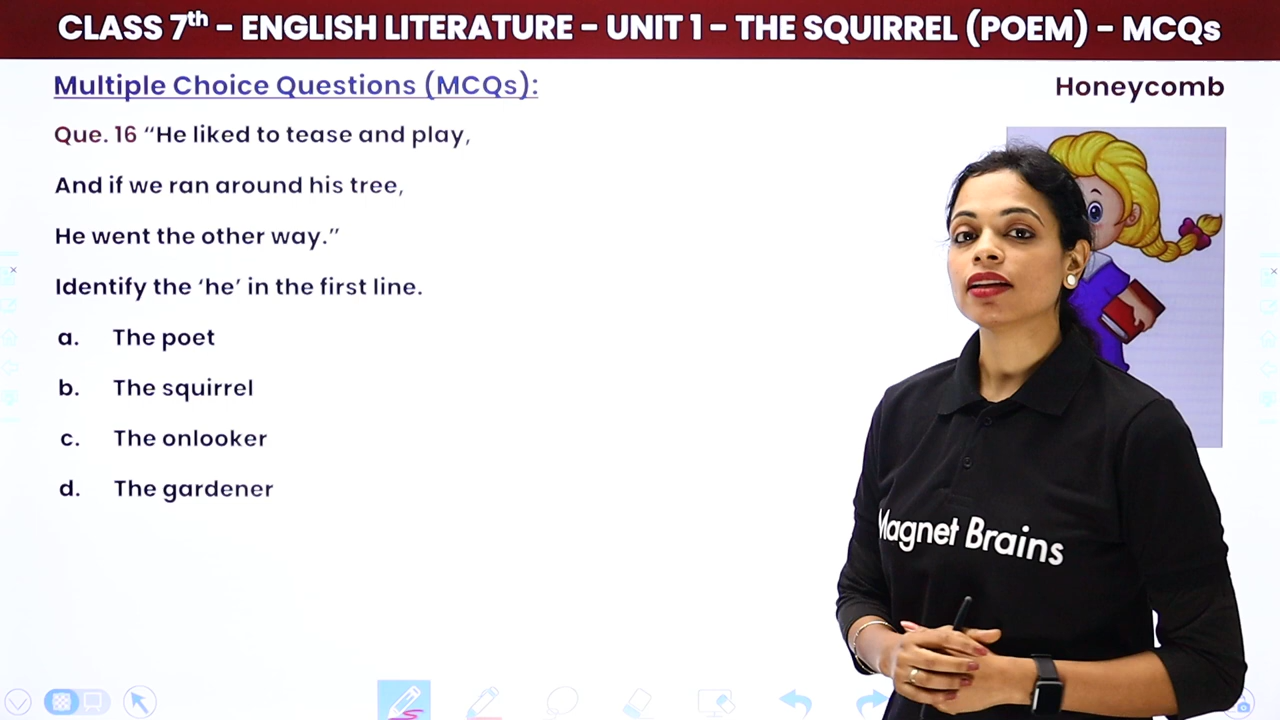 CLASS 7th – ENGLISH LITERATURE – UNIT 1 – THE SQUIRREL (POEM) – MCQs
Multiple Choice Questions (MCQs):
Honeycomb
Que. 16 “He liked to tease and play,
And if we ran around his tree,
He went the other way.”
Identify the ‘he’ in the first line.
a. The poet
b. The squirrel
c. The onlooker
d. The gardener
Magnet Brains